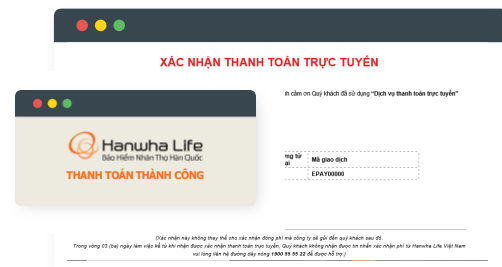 XÁC NHẬN THANH TOÁN TRỰC TUYẾN
cảm ơn Quý khách đã sử dụng "Dịch vụ thanh toán trực tuyến"
Hanwha Life
Bảo Hiểm Nhân Thọ Hàn Quốc
THANH TOÁN THÀNH CÔNG
từ
Mã giao dịch
EPAY00000
(Xác nhận này không thay thế cho xác nhận đóng phí mà công ty sẽ gửi đến quý khách sau đó.
Trong vòng 03 (ba) ngày làm việc kể từ khi nhận được xác nhận thanh toán trực tuyến, Quý khách không nhận được tin nhắn xác nhận phí từ Hanwha Life Việt Nam
vui lòng liên hệ đường dây nóng 1900 55 55 22 để được hỗ trợ.)